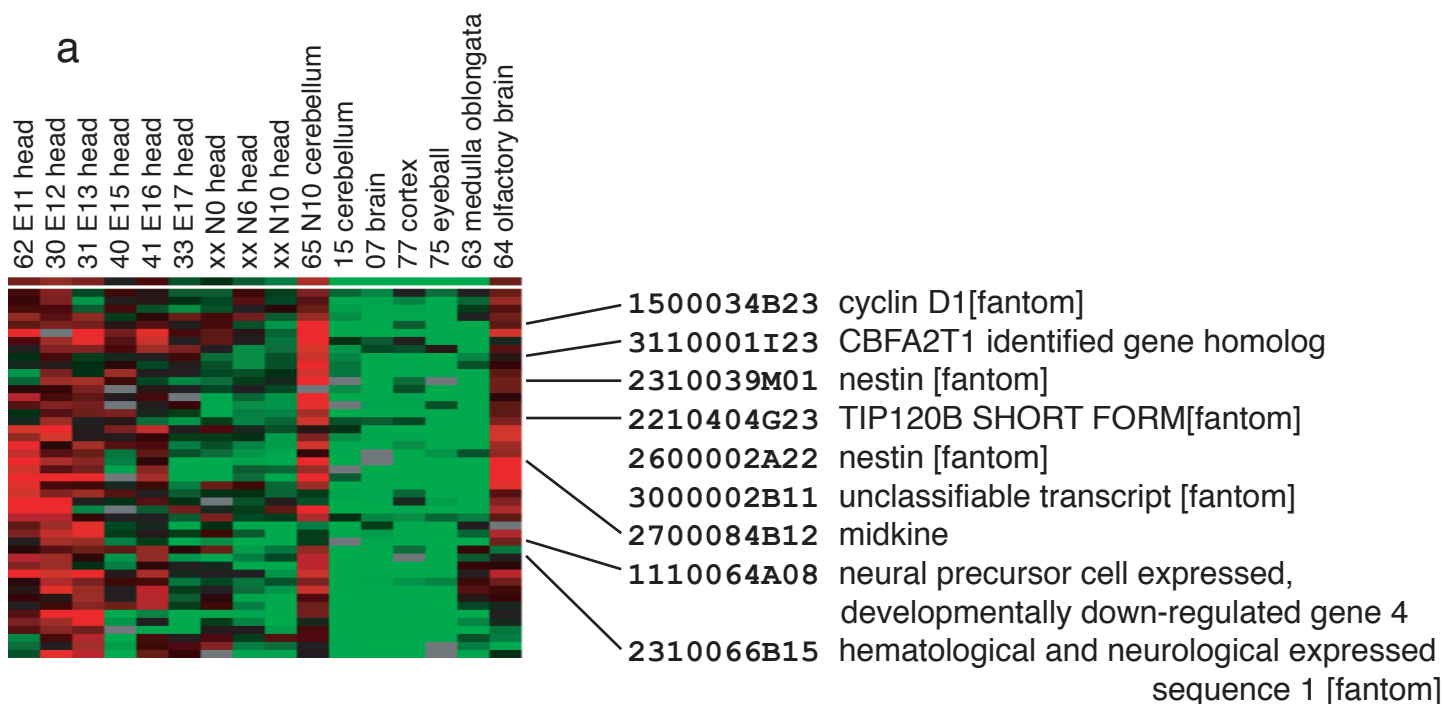 a
62 E11 head
30 E12 head
31 E13 head
40 E15 head
41 E16 head
33 E17 head
xx N0 head
xx N6 head
xx N10 head
65 N10 cerebellum
15 cerebellum
07 brain
77 cortex
75 eyeball
63 medulla oblongata
64 olfactory brain
1500034B23 cyclin D1[fantom]
3110001I23 CBFA2T1 identified gene homolog
2310039M01 nestin [fantom]
2210404G23 TIP120B SHORT FORM[fantom]
2600002A22 nestin [fantom]
3000002B11 unclassifiable transcript [fantom]
2700084B12 midkine
1110064A08 neural precursor cell expressed,
developmentally down-regulated gene 4
2310066B15 hematological and neurological expressed
sequence 1 [fantom]